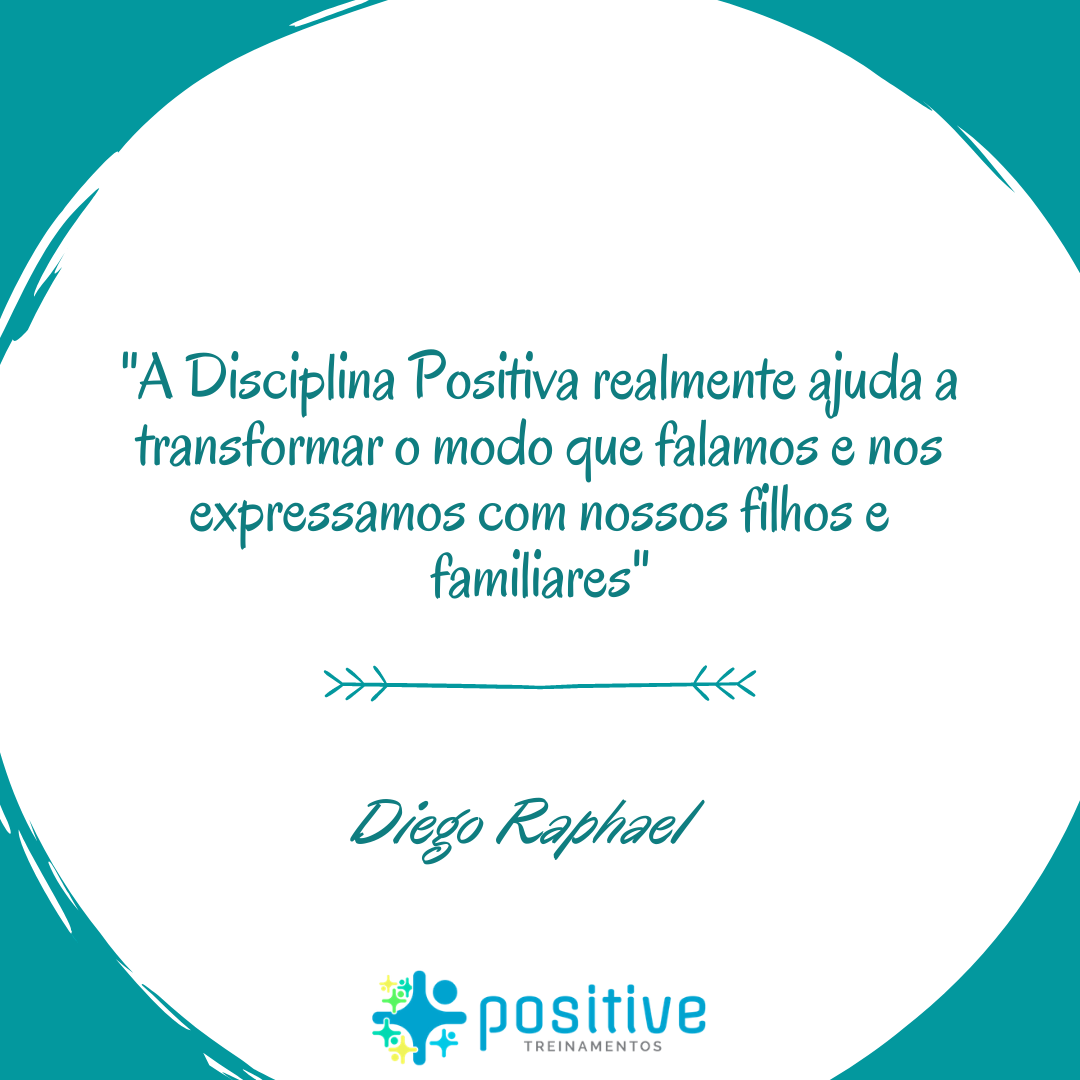 "A Disciplina Positiva realmente ajuda a
transformar o modo que falamos e nos
expressamos com nossos filhos e
familiares"
Diego Raphael
positive
TREINAMENTOS